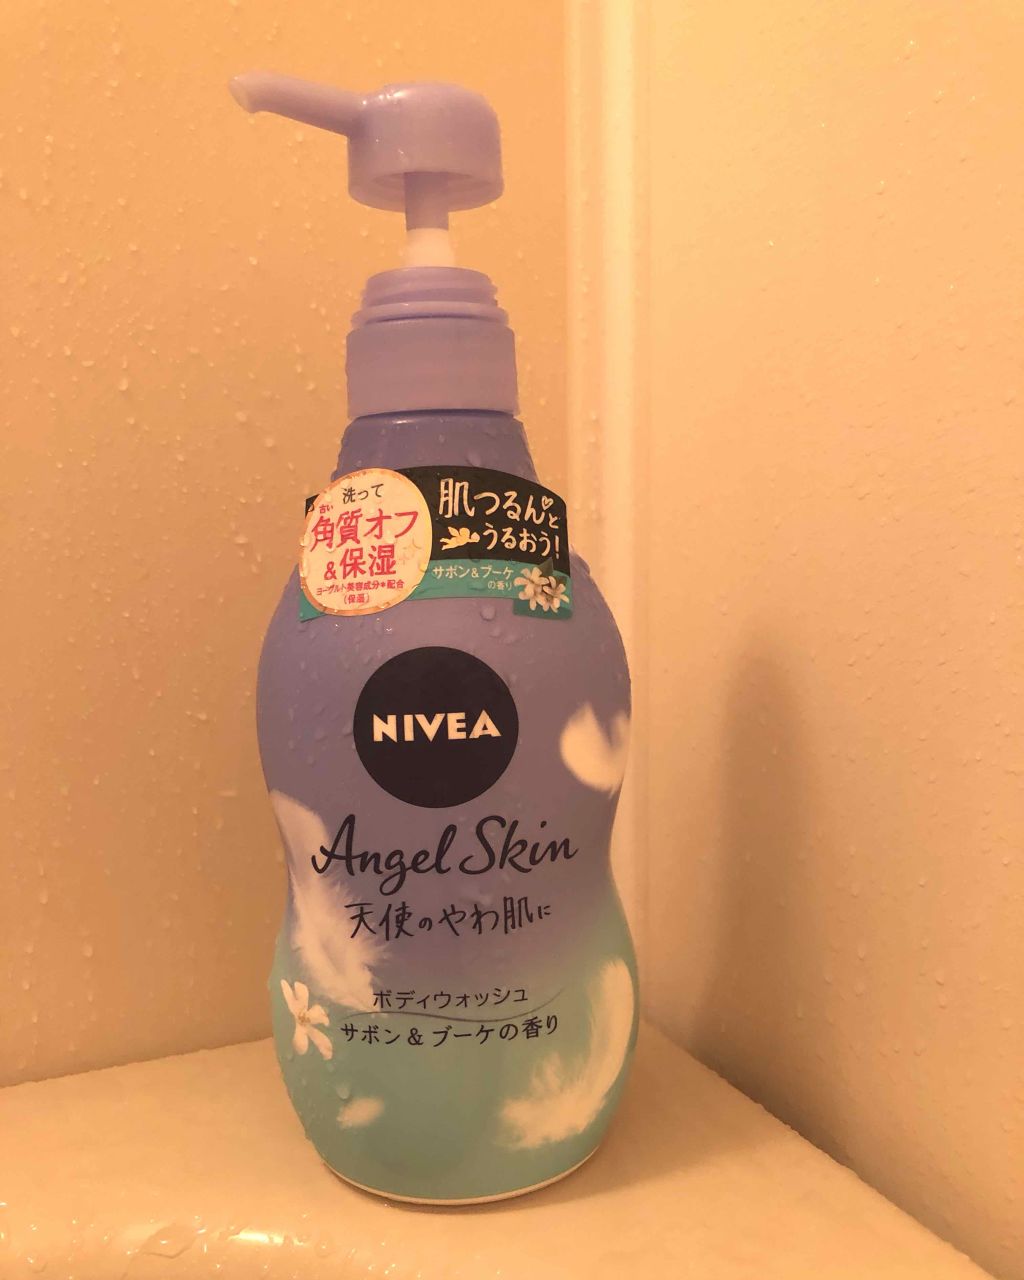 洗って
古い
角質オフ
&保湿
ヨーグルト美容成分*配合
(保湿)
肌つるんと
うるおう!
サボン&ブーケ
の香り
NIVEA
Angel Skin
天使のやわ肌に
ボディウォッシュ
サボン&ブーケの香り